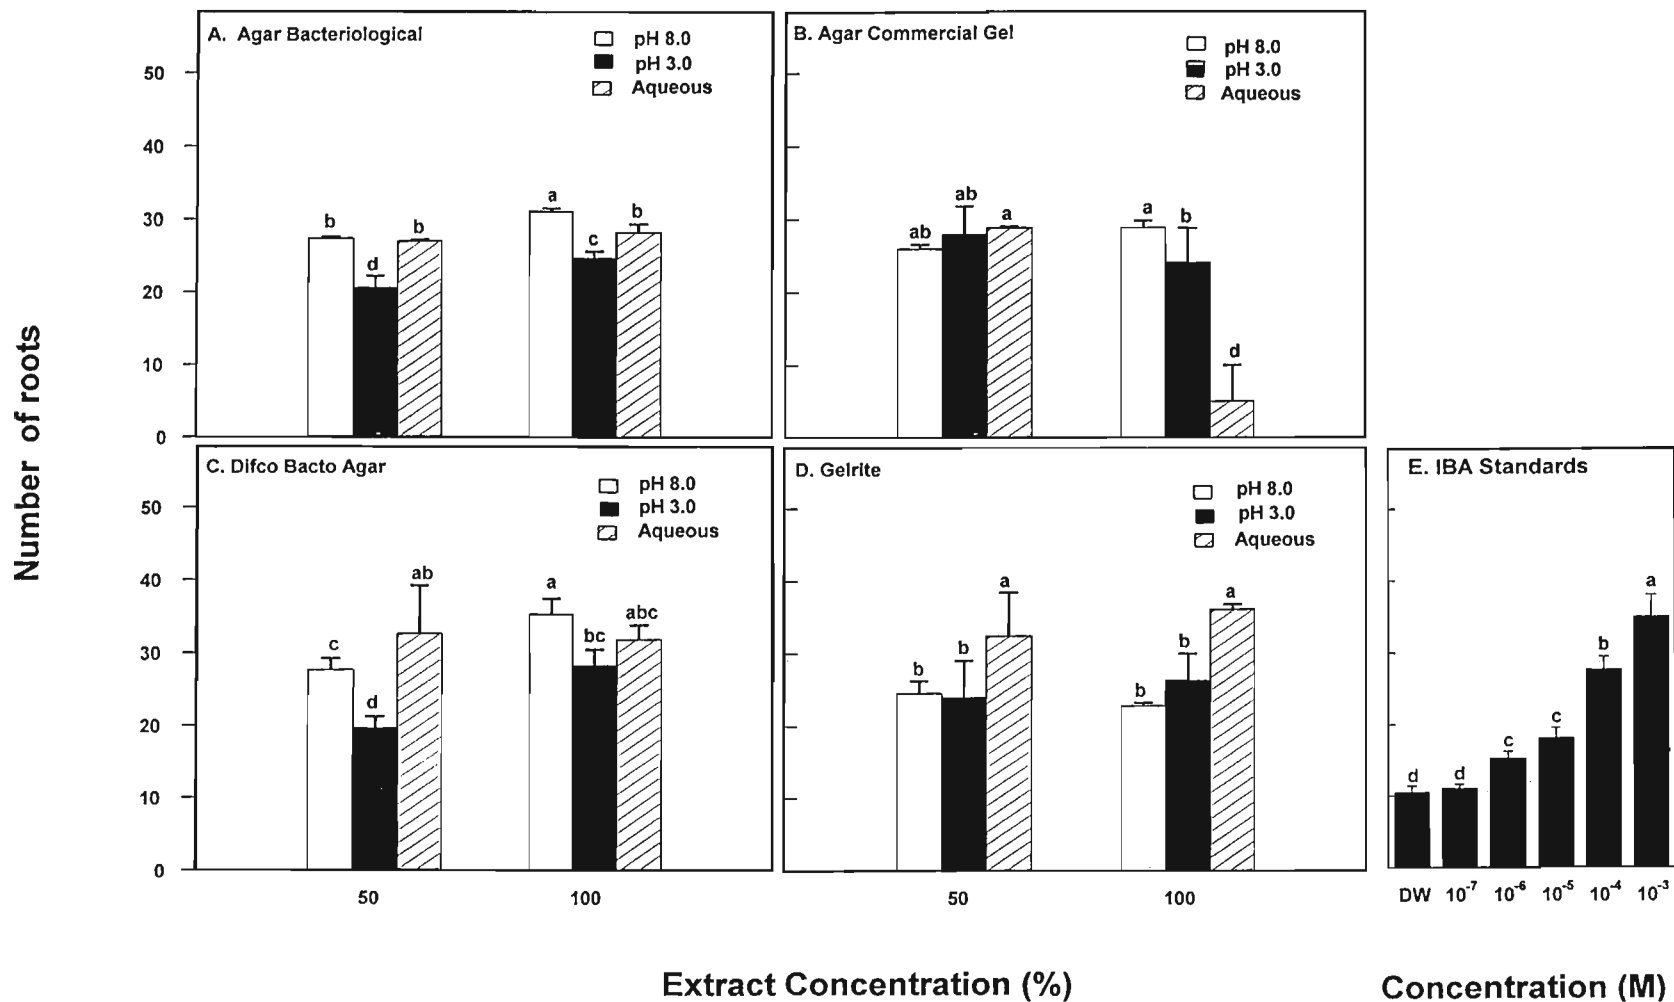 Number of roots
A. Agar Bacteriological
pH 8.0
pH 3.0
Aqueous
50
40
30
20
10
0
b
d
b
a
c
b
B. Agar Commercial Gel
pH 8.0
pH 3.0
Aqueous
ab
ab
a
a
b
d
C. Difco Bacto Agar
pH 8.0
pH 3.0
Aqueous
50
40
30
20
10
0
c
d
ab
a
bc
abc
50
100
D. Gelrite
pH 8.0
pH 3.0
Aqueous
b
b
a
b
b
a
50
100
E. IBA Standards
d
d
c
c
b
a
DW 10⁻⁷ 10⁻⁶ 10⁻⁵ 10⁻⁴ 10⁻³
Extract Concentration (%)
Concentration (M)